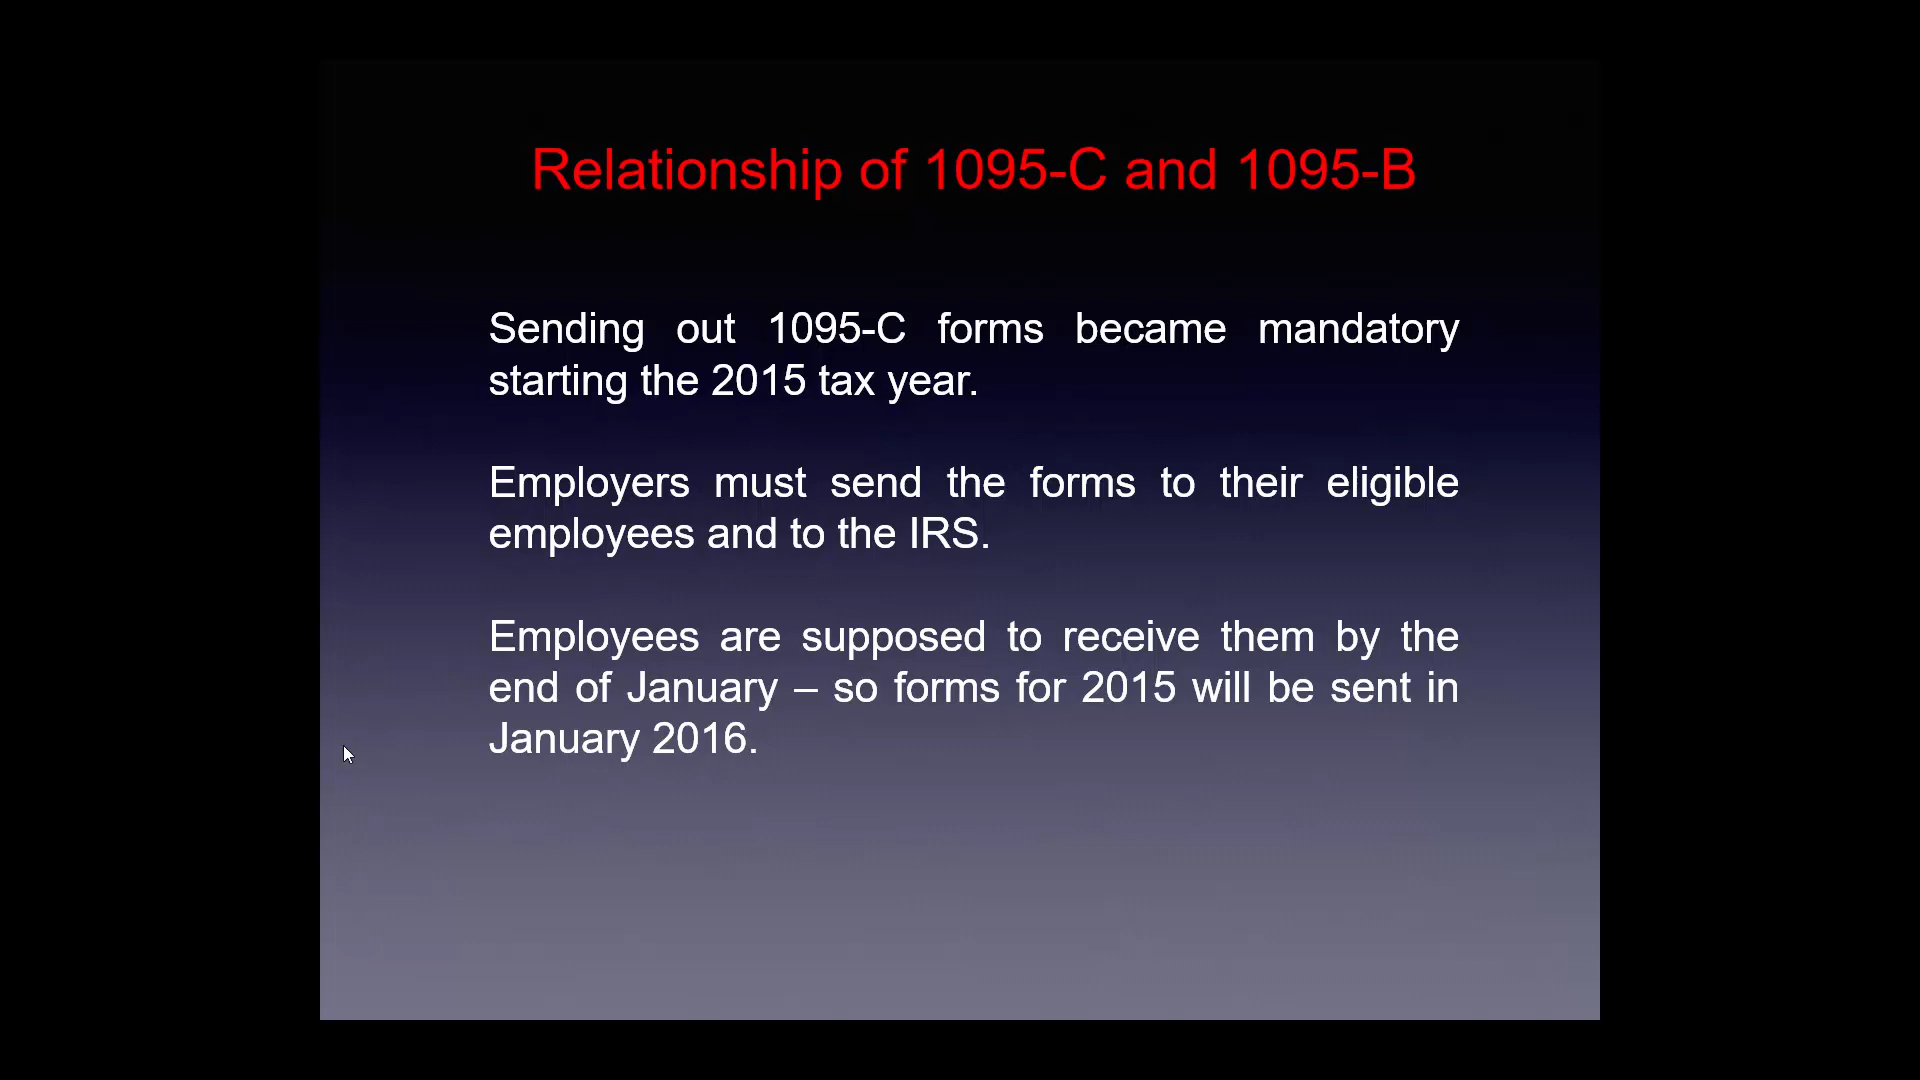 Relationship of 1095-C and 1095-B
Sending out 1095-C forms became mandatory
starting the 2015 tax year.
Employers must send the forms to their eligible
employees and to the IRS.
Employees are supposed to receive them by the
end of January – so forms for 2015 will be sent in
January 2016.